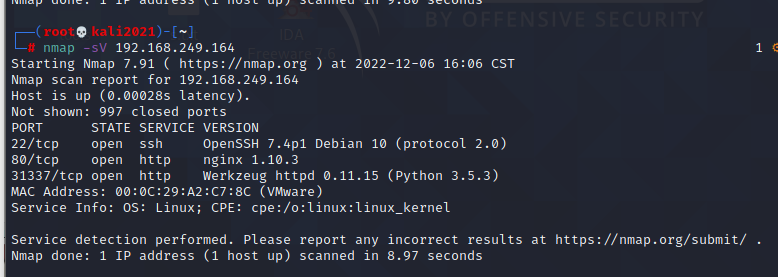 Nmap done: 1 IP address (1 host up) scanned in 9.80 seconds
BY OFFENSIVE SECURITY
IDA
Freeware 7.6
┌──(root💀kali2021)-[~]
└─# nmap -sV 192.168.249.164
1
Starting Nmap 7.91 ( https://nmap.org ) at 2022-12-06 16:06 CST
Nmap scan report for 192.168.249.164
Host is up (0.00028s latency).
Not shown: 997 closed ports
PORT      STATE SERVICE VERSION
22/tcp    open  ssh     OpenSSH 7.4p1 Debian 10 (protocol 2.0)
80/tcp    open  http    nginx 1.10.3
31337/tcp open  http    Werkzeug httpd 0.11.15 (Python 3.5.3)
MAC Address: 00:0C:29:A2:C7:8C (VMware)
Service Info: OS: Linux; CPE: cpe:/o:linux:linux_kernel

Service detection performed. Please report any incorrect results at https://nmap.org/submit/ .
Nmap done: 1 IP address (1 host up) scanned in 8.97 seconds